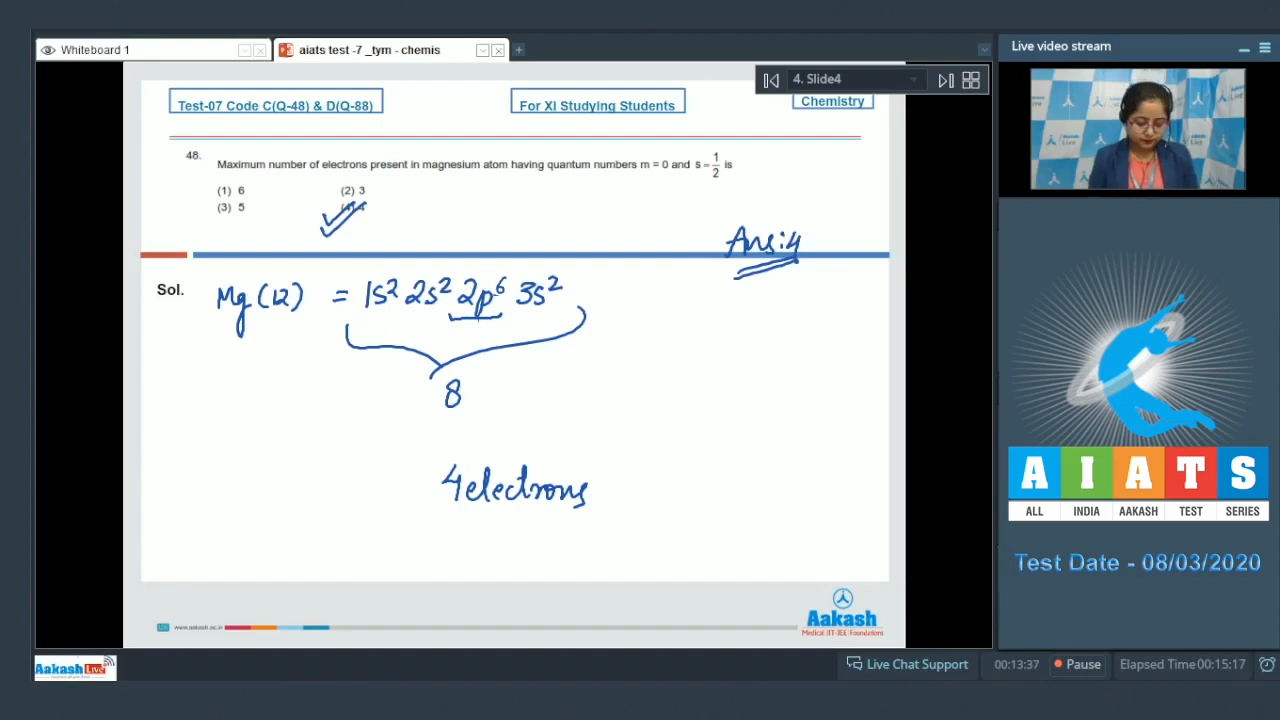 Whiteboard 1
aiats test -7 _tym - chemis
Live video stream
4. Slide4
Test-07 Code C(Q-48) & D(Q-88)
For XI Studying Students
Chemistry
48. Maximum number of electrons present in magnesium atom having quantum numbers m = 0 and s = 1/2 is
(1) 6 (2) 3
(3) 5 (4) 4
Ans: 4
Sol. Mg(12) = 1s² 2s² 2p⁶ 3s²
8
4 electrons
www.aakash.ac.in
Aakash
Medical|IIT-JEE|Foundations
A I A T S
ALL INDIA AAKASH TEST SERIES
Test Date - 08/03/2020
Aakash Live
Live Chat Support
00:13:37
Pause
Elapsed Time 00:15:17